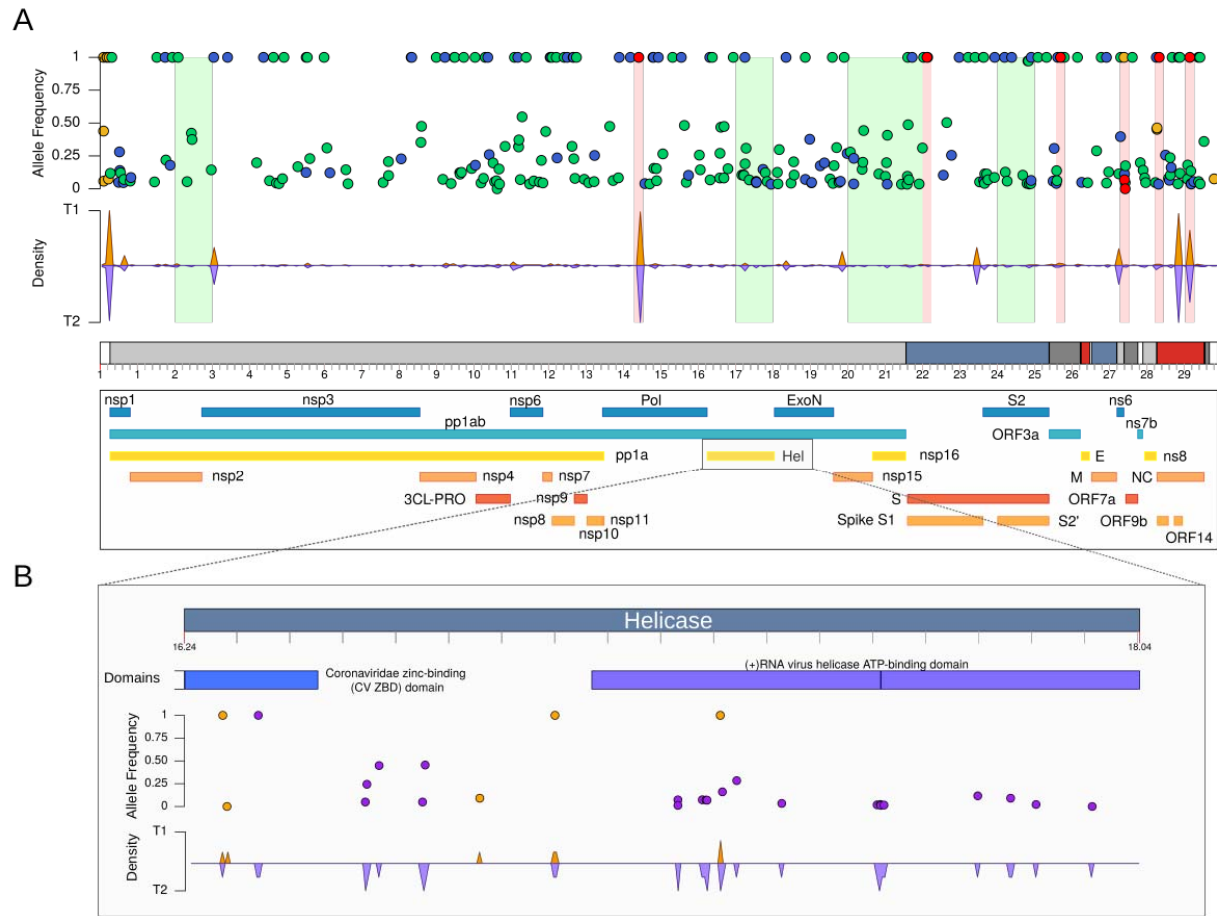 A
1
0.75
0.50
0.25
0
Allele Frequency
T1
Density
T2
1 1 2 3 4 5 6 7 8 9 10 11 12 13 14 15 16 17 18 19 20 21 22 23 24 25 26 27 28 29
nsp1 nsp3 nsp6 Pol ExoN S2 ns6
ns7b
pp1ab ORF3a
pp1a Hel nsp16 E ns8
nsp2 nsp4 nsp7 nsp15 M NC
3CL-PRO nsp9 S ORF7a
nsp8 nsp11 Spike S1 S2' ORF9b
nsp10 ORF14
B
Helicase
16.24 18.04
Domains
Coronaviridae zinc-binding
(CV ZBD) domain
(+)RNA virus helicase ATP-binding domain
1
0.75
0.50
0.25
0
Allele Frequency
T1
Density
T2